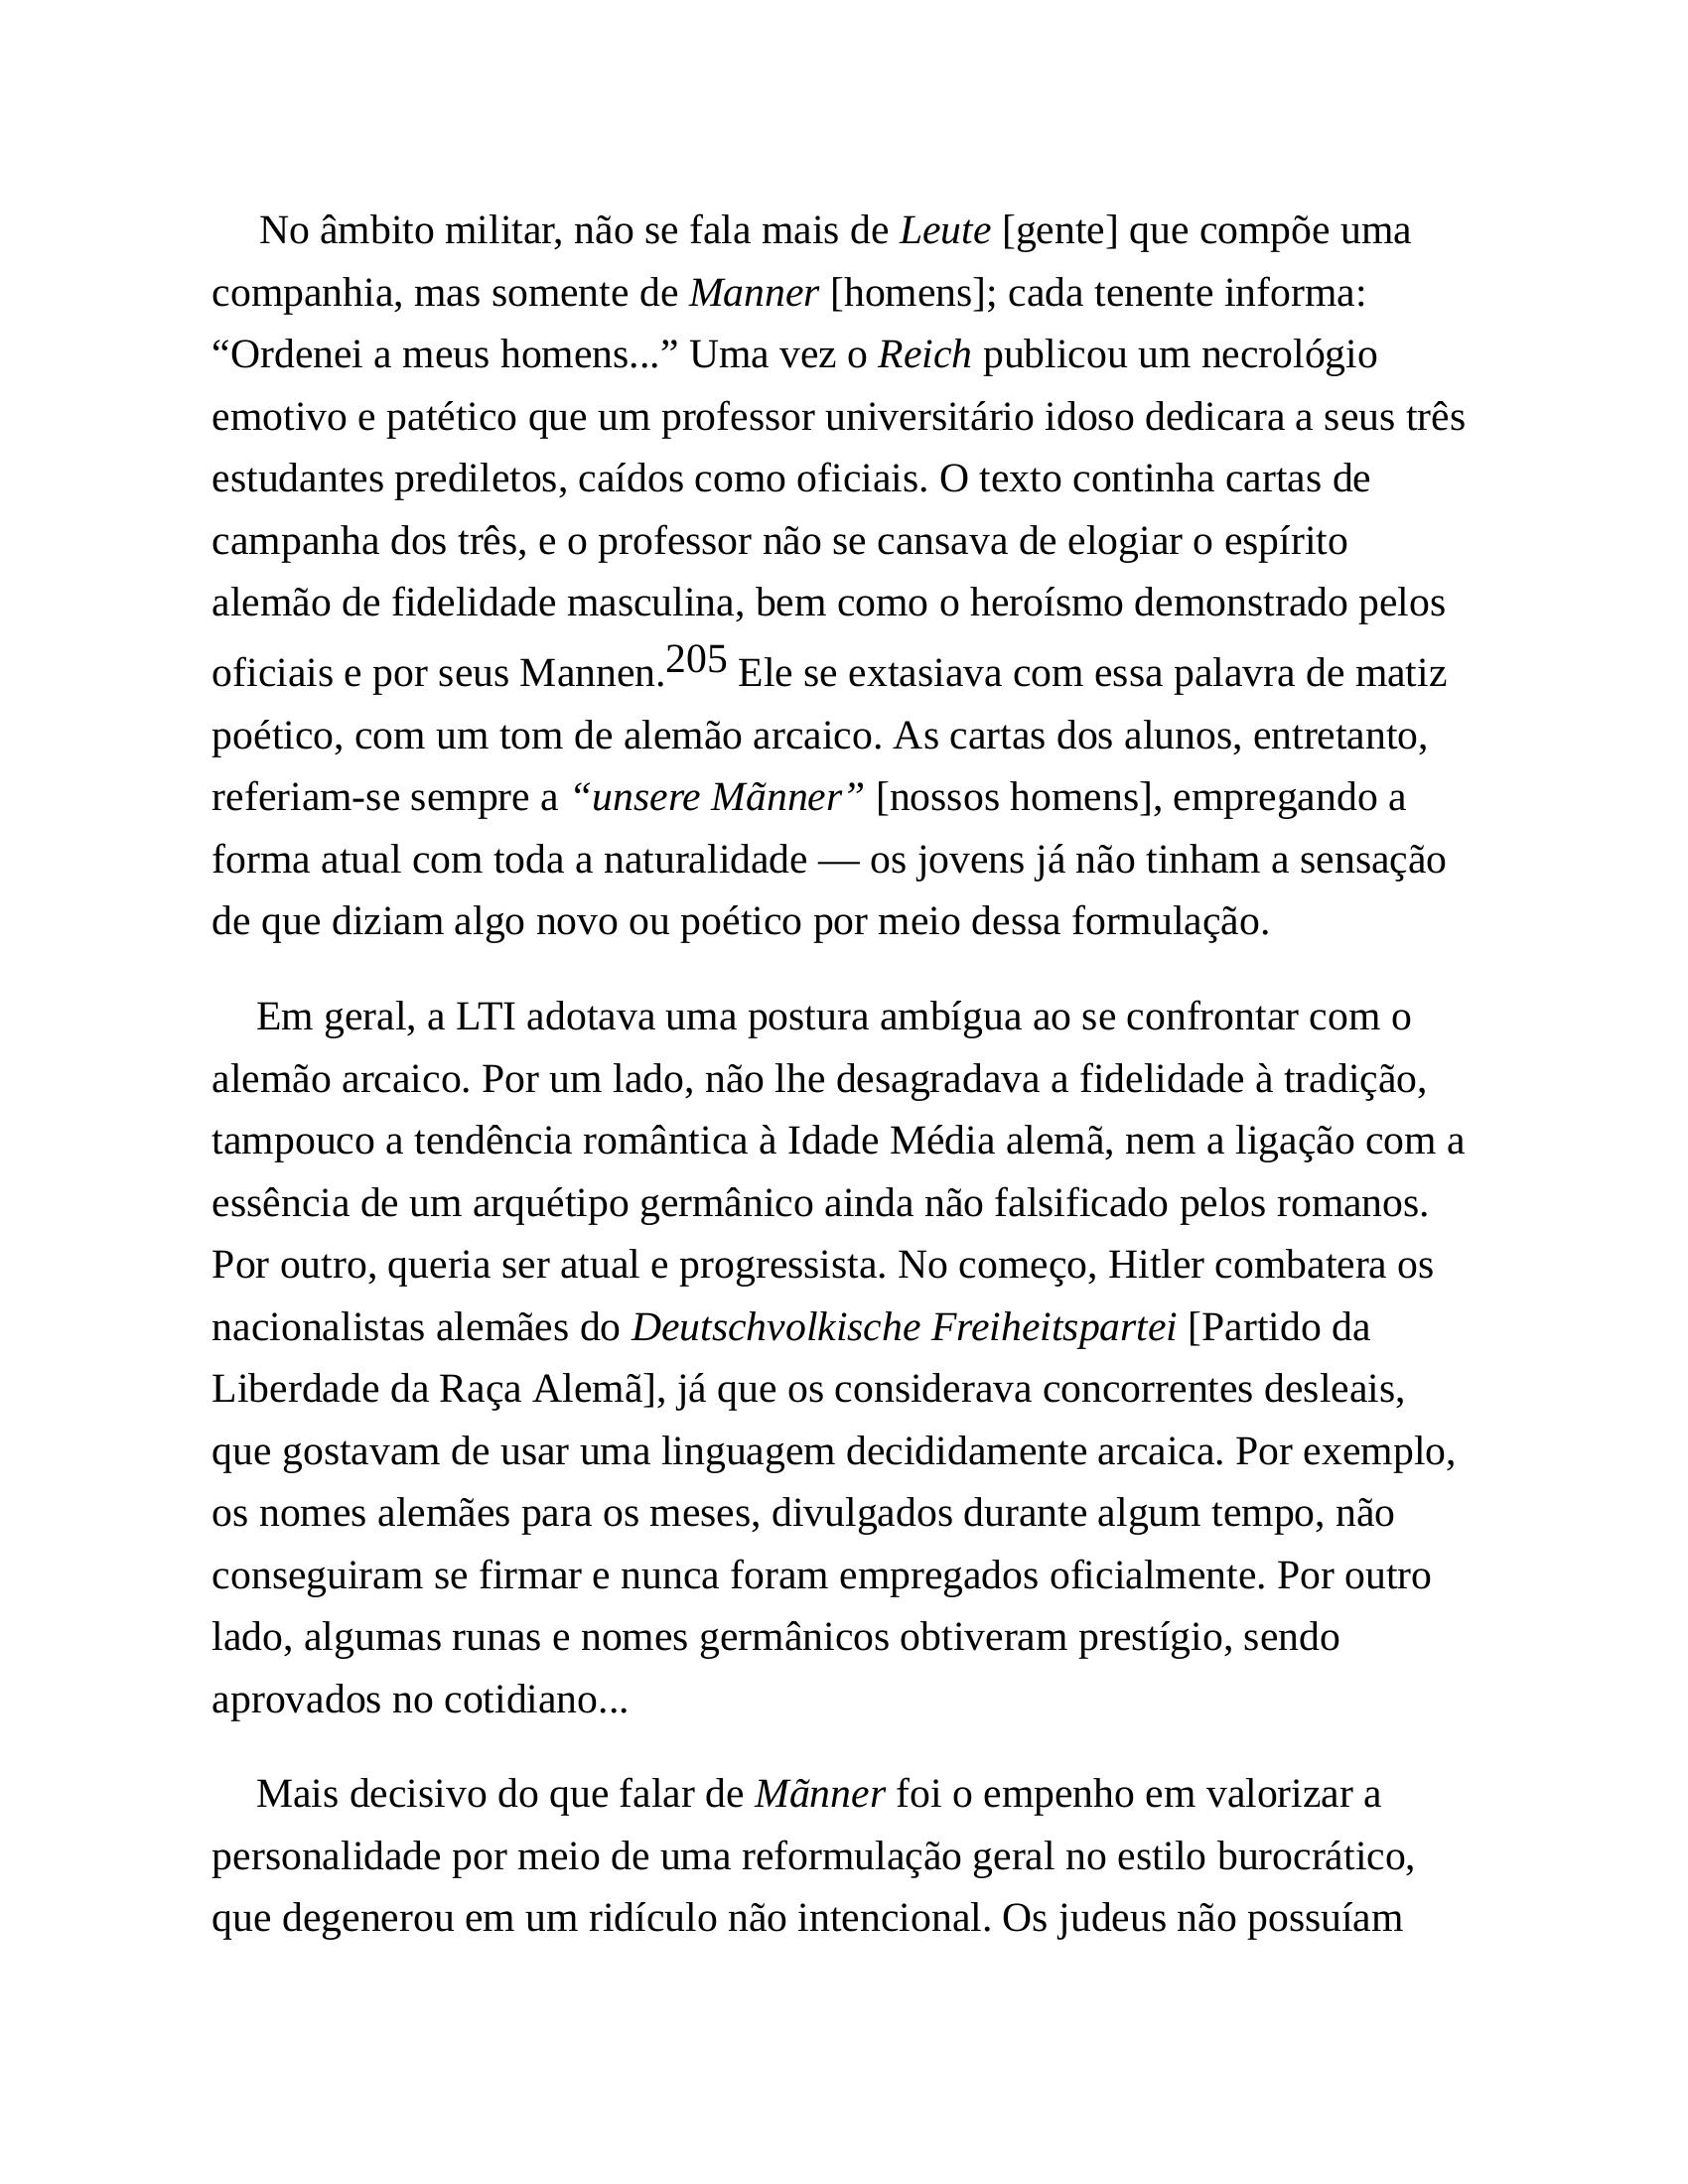 No âmbito militar, não se fala mais de Leute [gente] que compõe uma
companhia, mas somente de Manner [homens]; cada tenente informa:
“Ordenei a meus homens...” Uma vez o Reich publicou um necrológio
emotivo e patético que um professor universitário idoso dedicara a seus três
estudantes prediletos, caídos como oficiais. O texto continha cartas de
campanha dos três, e o professor não se cansava de elogiar o espírito
alemão de fidelidade masculina, bem como o heroísmo demonstrado pelos
oficiais e por seus Mannen.205 Ele se extasiava com essa palavra de matiz
poético, com um tom de alemão arcaico. As cartas dos alunos, entretanto,
referiam-se sempre a “unsere Mãnner” [nossos homens], empregando a
forma atual com toda a naturalidade — os jovens já não tinham a sensação
de que diziam algo novo ou poético por meio dessa formulação.
Em geral, a LTI adotava uma postura ambígua ao se confrontar com o
alemão arcaico. Por um lado, não lhe desagradava a fidelidade à tradição,
tampouco a tendência romântica à Idade Média alemã, nem a ligação com a
essência de um arquétipo germânico ainda não falsificado pelos romanos.
Por outro, queria ser atual e progressista. No começo, Hitler combatera os
nacionalistas alemães do Deutschvolkische Freiheitspartei [Partido da
Liberdade da Raça Alemã], já que os considerava concorrentes desleais,
que gostavam de usar uma linguagem decididamente arcaica. Por exemplo,
os nomes alemães para os meses, divulgados durante algum tempo, não
conseguiram se firmar e nunca foram empregados oficialmente. Por outro
lado, algumas runas e nomes germânicos obtiveram prestígio, sendo
aprovados no cotidiano...
Mais decisivo do que falar de Mãnner foi o empenho em valorizar a
personalidade por meio de uma reformulação geral no estilo burocrático,
que degenerou em um ridículo não intencional. Os judeus não possuíam